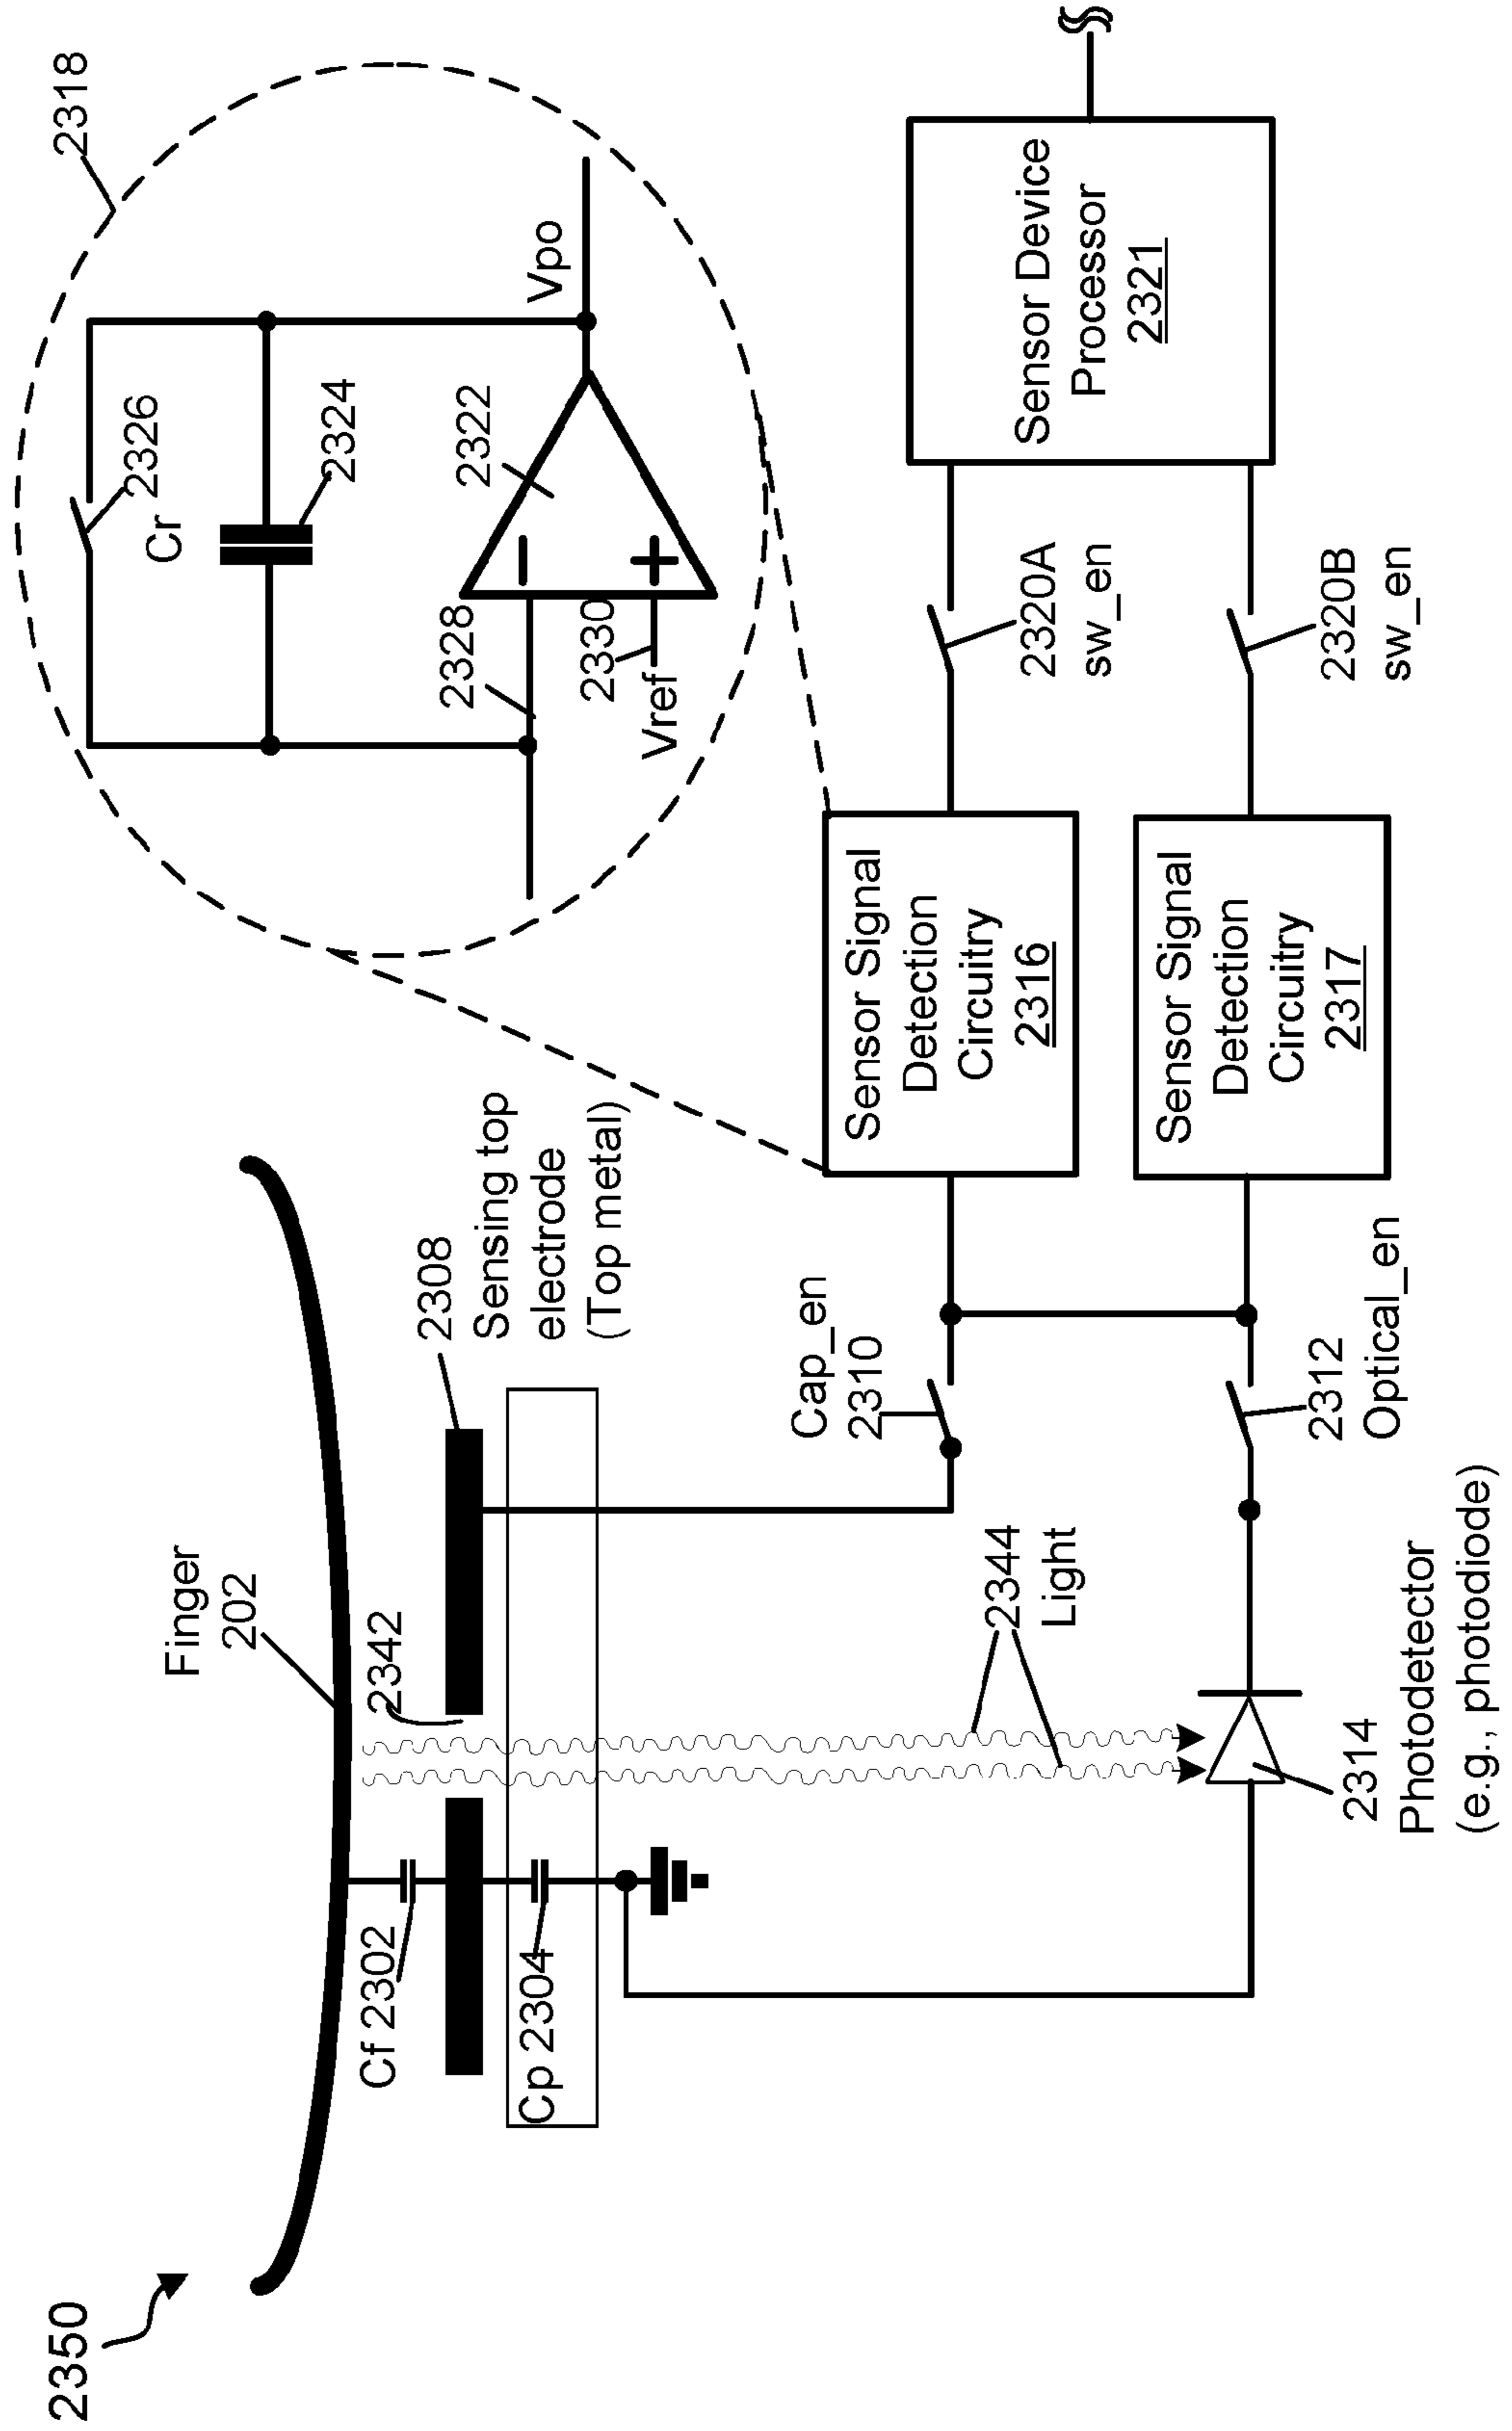 2350
Finger
202
Cf 2302
2342
2308
Sensing top
electrode
(Top metal)
Cp 2304
2344
Light
2314
Photodetector
(e.g., photodiode)
Cap_en
2310
2312
Optical_en
Sensor Signal
Detection
Circuitry
2316
Sensor Signal
Detection
Circuitry
2317
2318
2326
Cr
2324
2322
2328
2330
Vref
Vpo
−
+
2320A
sw_en
2320B
sw_en
Sensor Device
Processor
2321